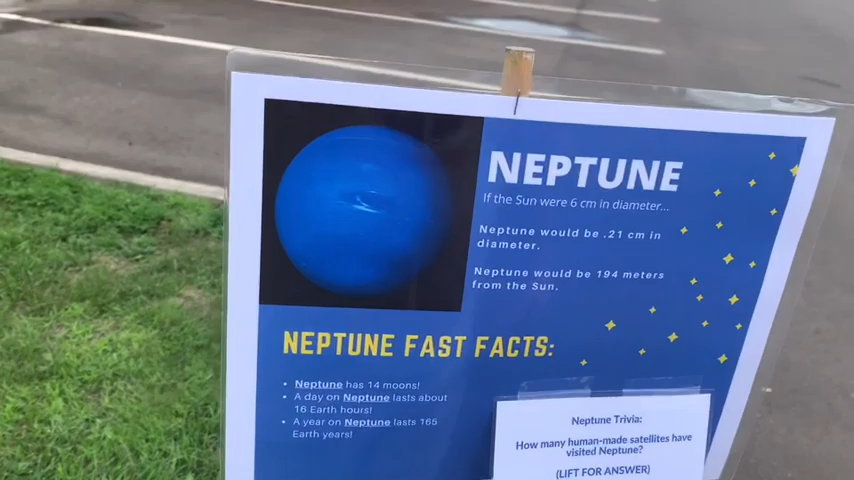 NEPTUNE
If the Sun were 6 cm in diameter...
Neptune would be .21 cm in
diameter.
Neptune would be 194 meters
from the Sun.
NEPTUNE FAST FACTS:
• Neptune has 14 moons!
• A day on Neptune lasts about
16 Earth hours!
• A year on Neptune lasts 165
Earth years!
Neptune Trivia:
How many human-made satellites have
visited Neptune?
(LIFT FOR ANSWER)